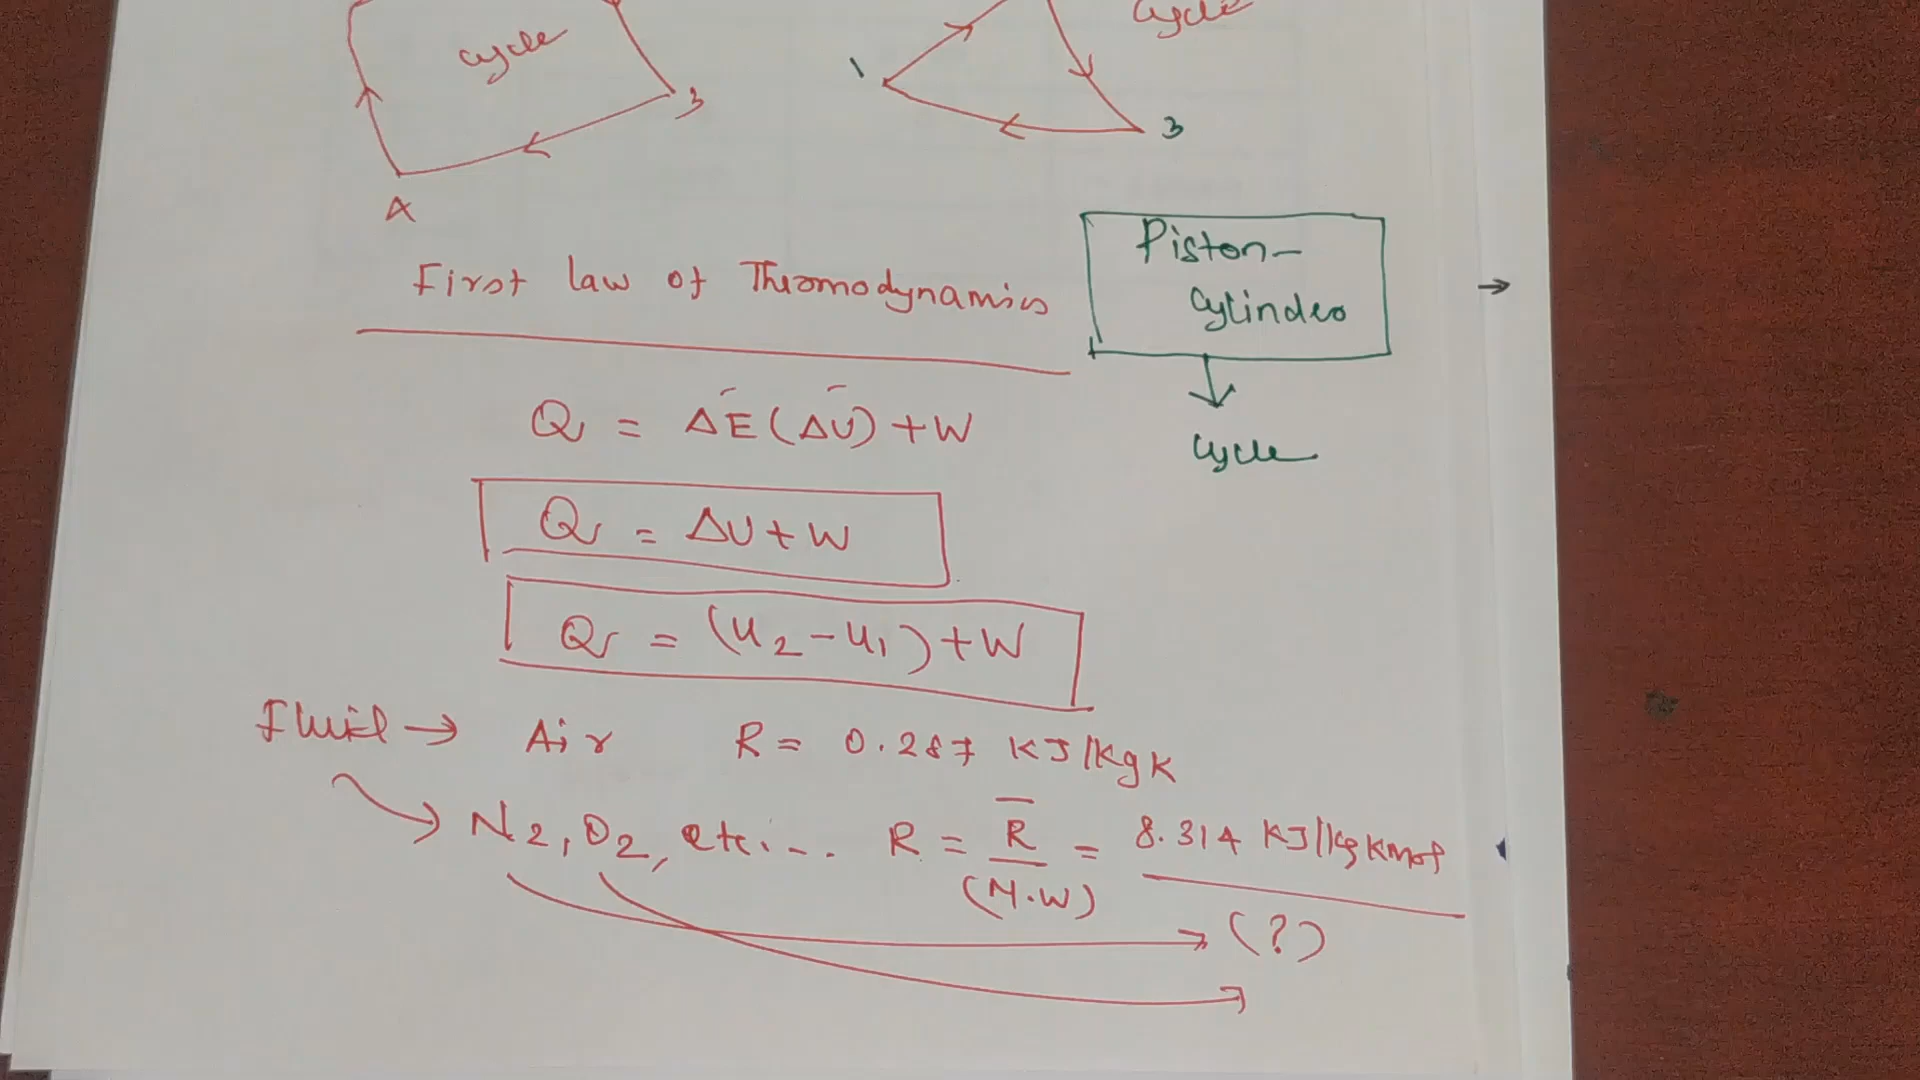 cycle
cycle
1
3
3
A
Piston-
cylinder
First law of Thermodynamics
cycle
Q = ΔE (ΔU) + W
Q = ΔU + W
Q = (U2 - U1) + W
Fluid → Air R = 0.287 KJ/Kg K
N2, O2, etc... R = R̅/(M.W) = 8.314 KJ/Kg Kmol
(?)